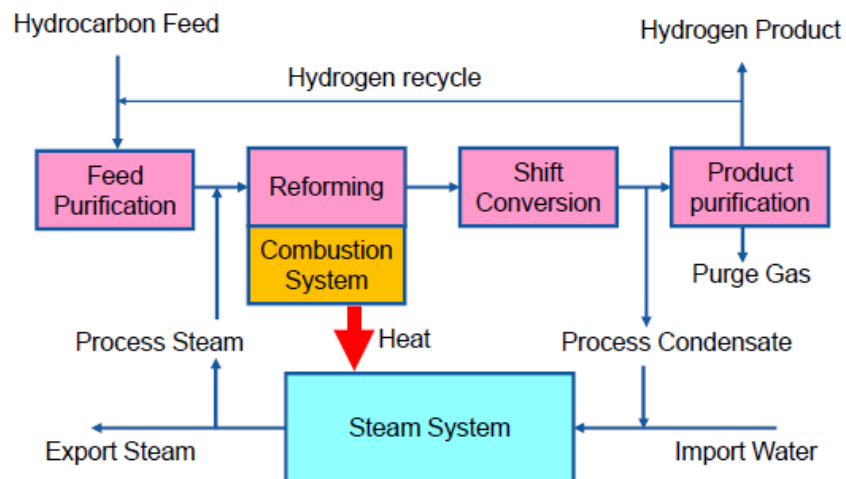 Hydrocarbon Feed
Hydrogen Product
Hydrogen recycle
Feed
Purification
Reforming
Shift
Conversion
Product
purification
Combustion
System
Purge Gas
Process Steam
Heat
Process Condensate
Steam System
Export Steam
Import Water